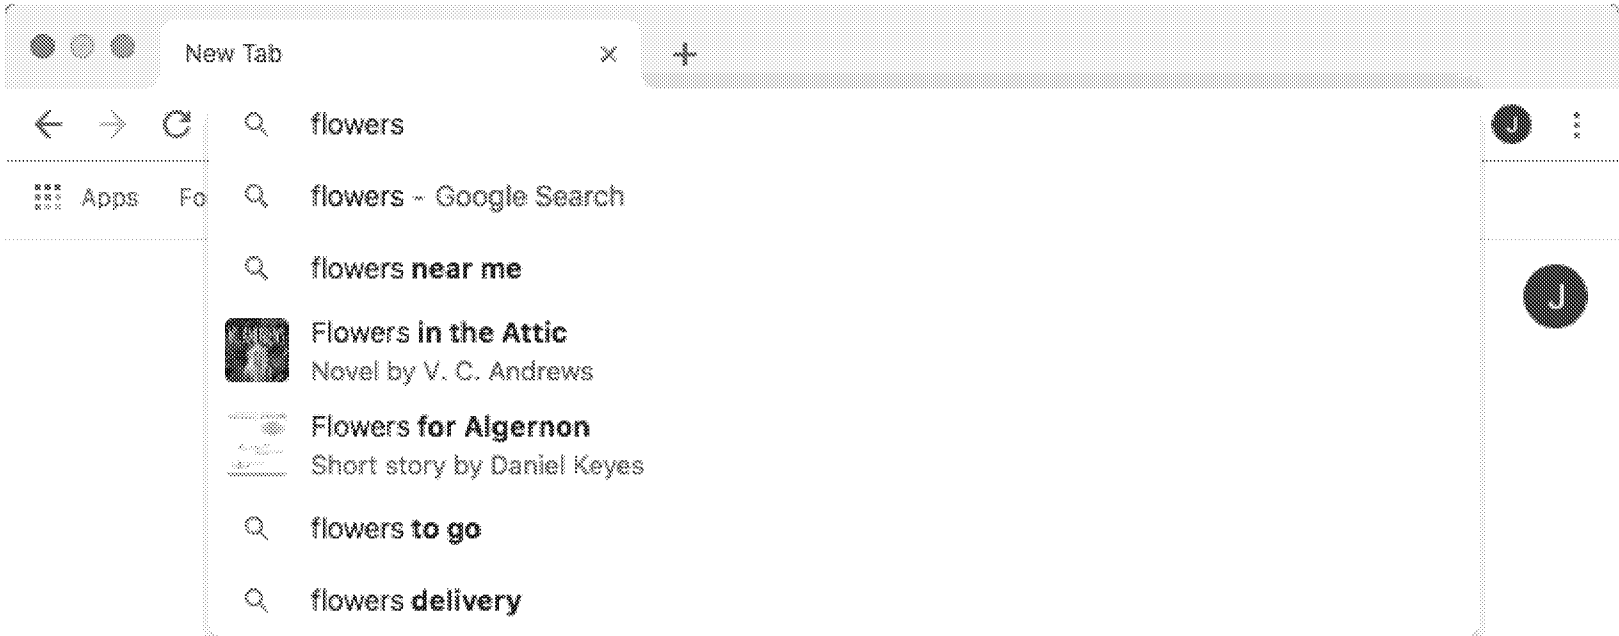 New Tab
flowers
J
Apps Fo
flowers - Google Search
flowers near me
J
Flowers in the Attic
Novel by V. C. Andrews
Flowers for Algernon
Short story by Daniel Keyes
flowers to go
flowers delivery